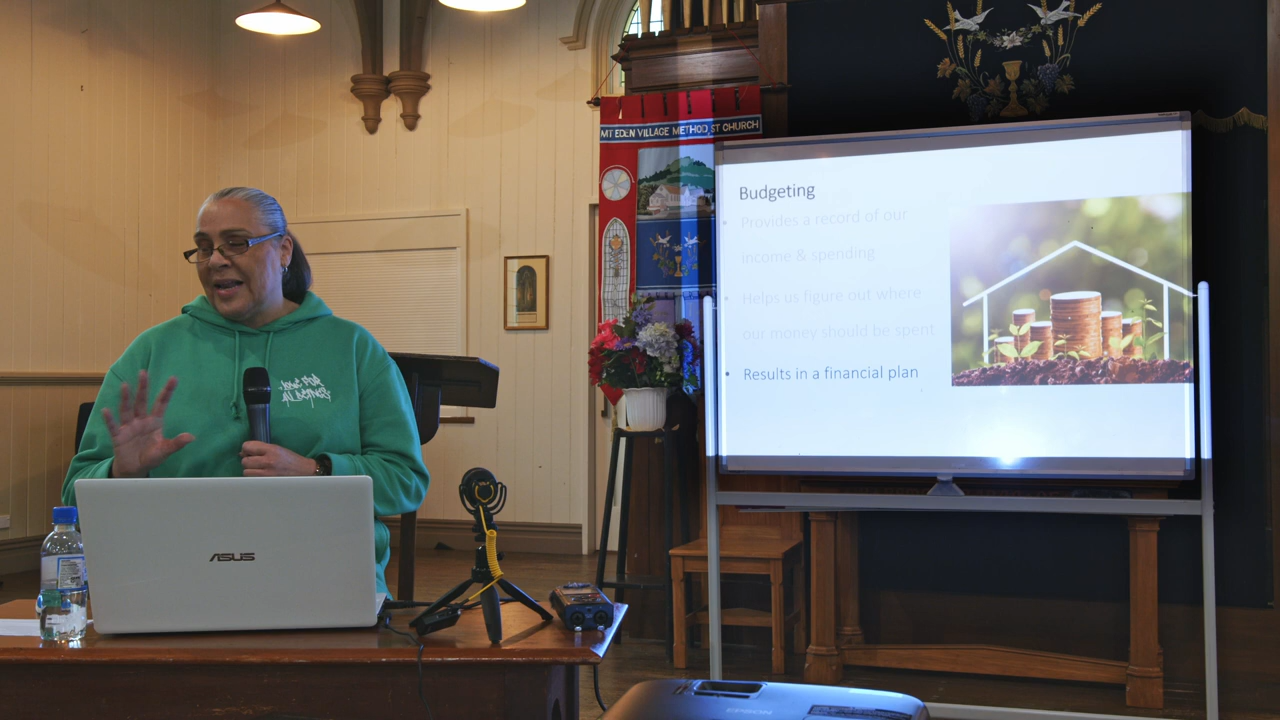 MT EDEN VILLAGE METHODIST CHURCH
Budgeting
• Provides a record of our
income & spending
• Helps us figure out where
our money should be spent
• Results in a financial plan
ASUS
EPSON